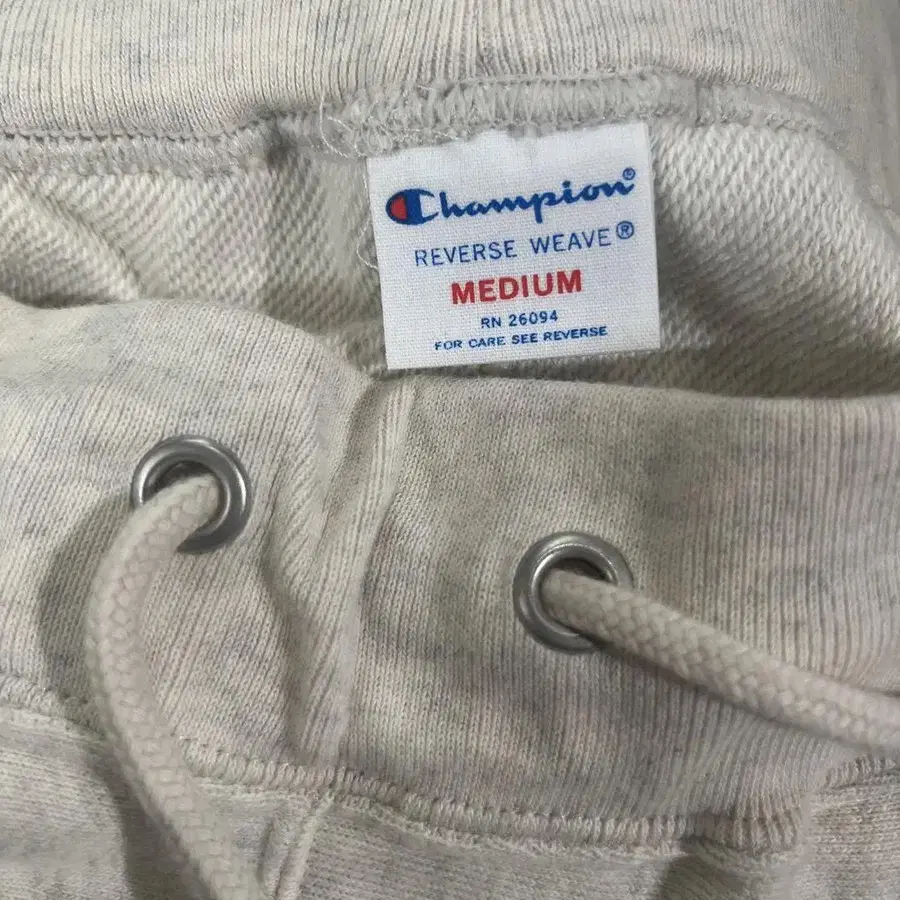 Champion®
REVERSE WEAVE®
MEDIUM
RN 26094
FOR CARE SEE REVERSE